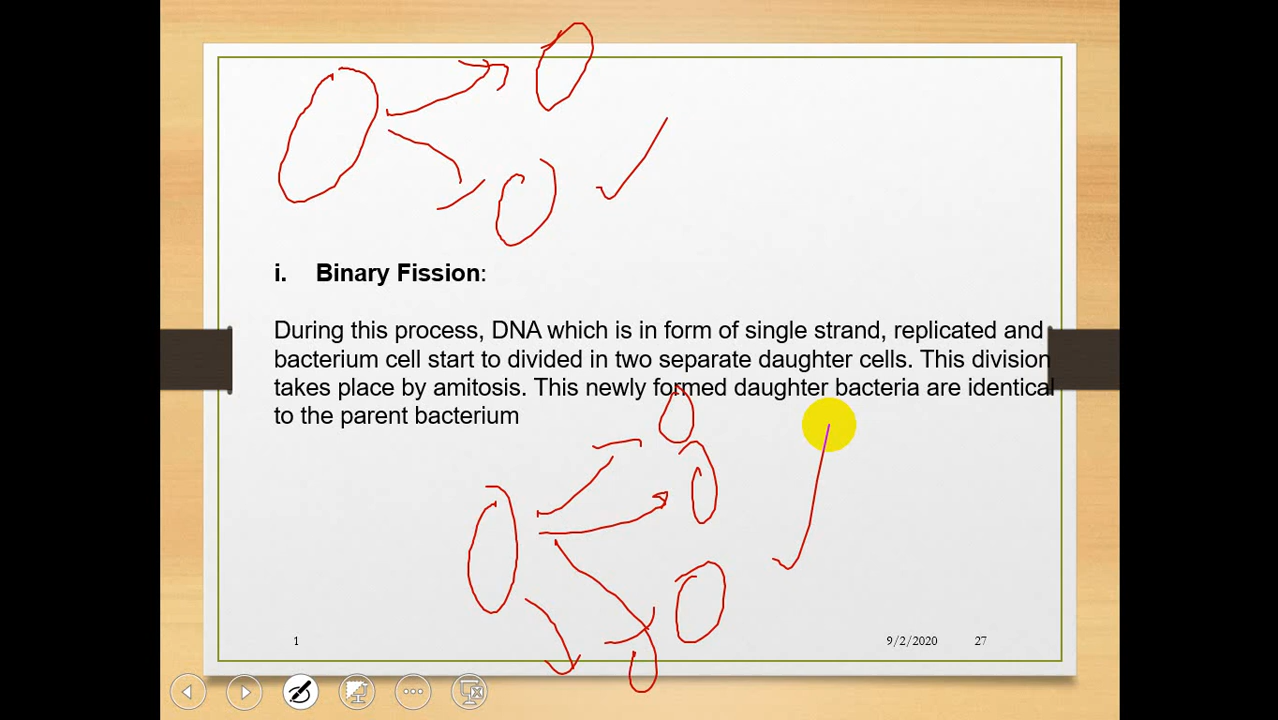 i. Binary Fission:
During this process, DNA which is in form of single strand, replicated and
bacterium cell start to divided in two separate daughter cells. This division
takes place by amitosis. This newly formed daughter bacteria are identical
to the parent bacterium
1 9/2/2020 27